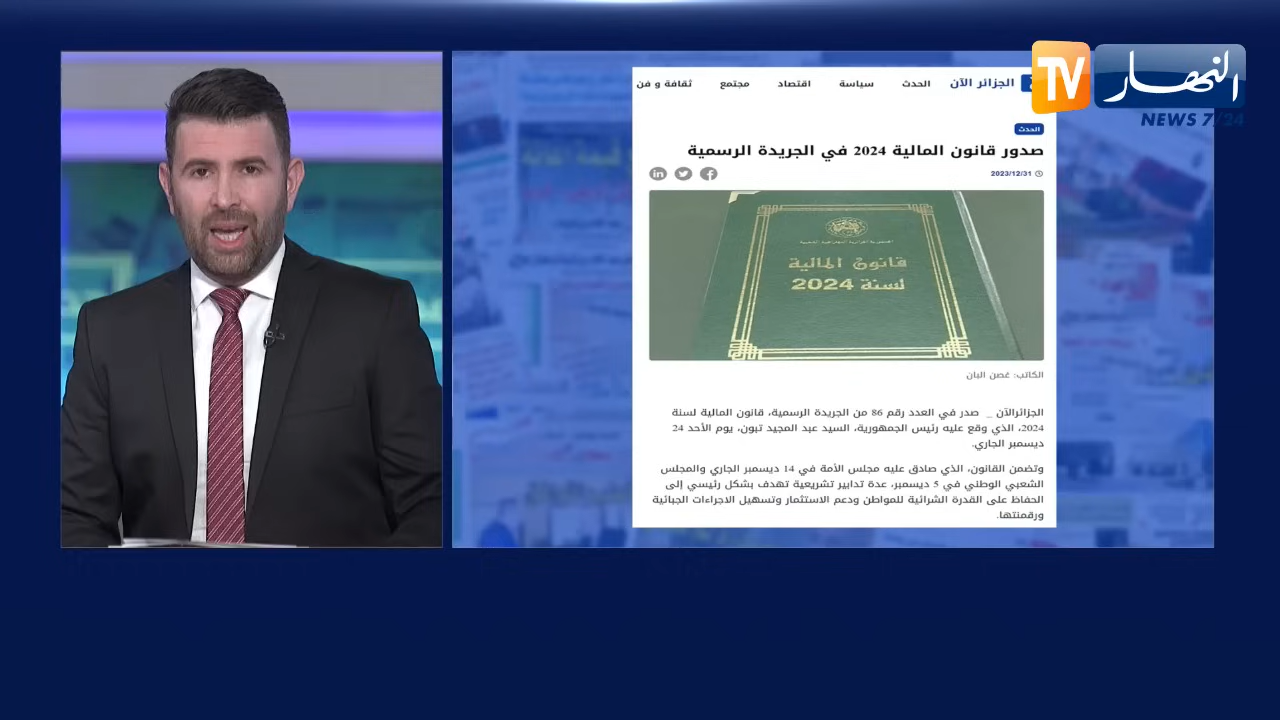 النهار TV
NEWS 7/24
الجزائر الآن الحدث سياسة اقتصاد مجتمع ثقافة و فن
الحدث
صدور قانون المالية 2024 في الجريدة الرسمية
2023/12/31
قانون المالية
لسنة 2024
الكاتب: غصن البان
الجزائرالآن _ صدر في العدد رقم 86 من الجريدة الرسمية، قانون المالية لسنة
2024، الذي وقع عليه رئيس الجمهورية، السيد عبد المجيد تبون، يوم الأحد 24
ديسمبر الجاري.
وتضمن القانون، الذي صادق عليه مجلس الأمة في 14 ديسمبر الجاري والمجلس
الشعبي الوطني في 5 ديسمبر، عدة تدابير تشريعية تهدف بشكل رئيسي إلى
الحفاظ على القدرة الشرائية للمواطن ودعم الاستثمار وتسهيل الاجراءات الجبائية
ورقمنتها.